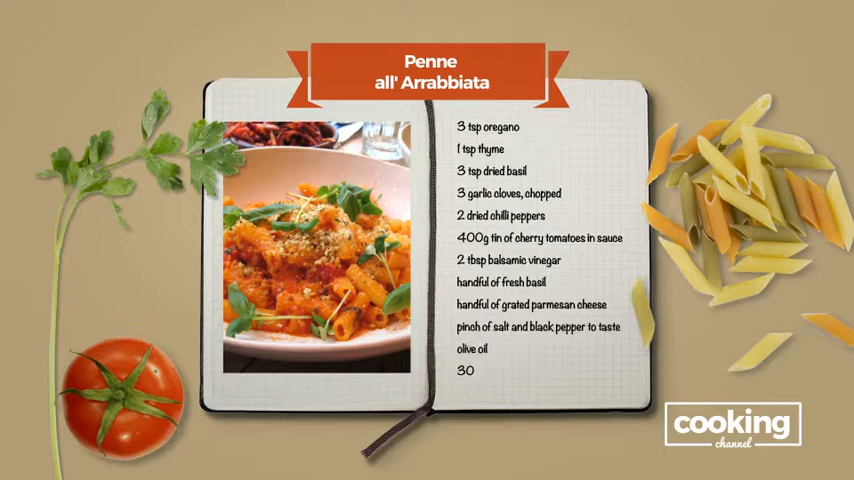 Penne
all' Arrabbiata
3 tsp oregano
1 tsp thyme
3 tsp dried basil
3 garlic cloves, chopped
2 dried chilli peppers
400g tin of cherry tomatoes in sauce
2 tbsp balsamic vinegar
handful of fresh basil
handful of grated parmesan cheese
pinch of salt and black pepper to taste
olive oil
30
cooking
channel